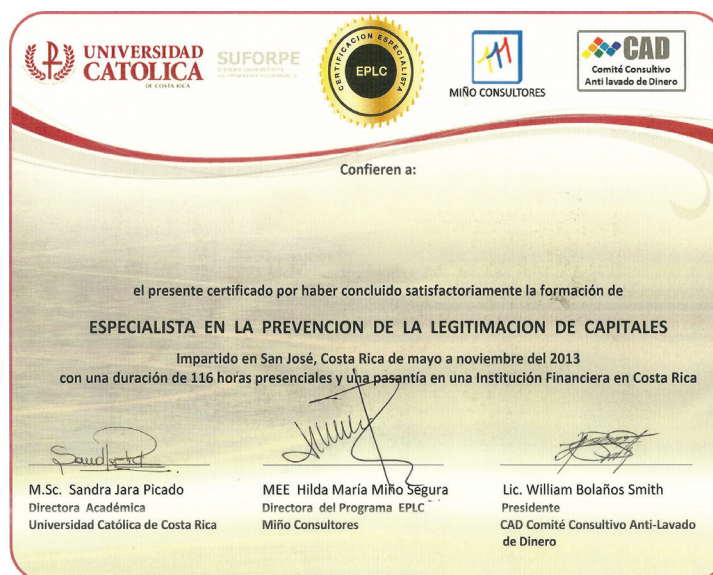 UNIVERSIDAD
CATOLICA
DE COSTA RICA
SUFORPE
CERTIFICACION ESPECIALISTA
EPLC
MIÑO CONSULTORES
CAD
Comité Consultivo
Anti lavado de Dinero
Confieren a:
el presente certificado por haber concluido satisfactoriamente la formación de
ESPECIALISTA EN LA PREVENCION DE LA LEGITIMACION DE CAPITALES
Impartido en San José, Costa Rica de mayo a noviembre del 2013
con una duración de 116 horas presenciales y una pasantía en una Institución Financiera en Costa Rica
M.Sc. Sandra Jara Picado
Directora Académica
Universidad Católica de Costa Rica
MEE Hilda María Miño Segura
Directora del Programa EPLC
Miño Consultores
Lic. William Bolaños Smith
Presidente
CAD Comité Consultivo Anti-Lavado
de Dinero